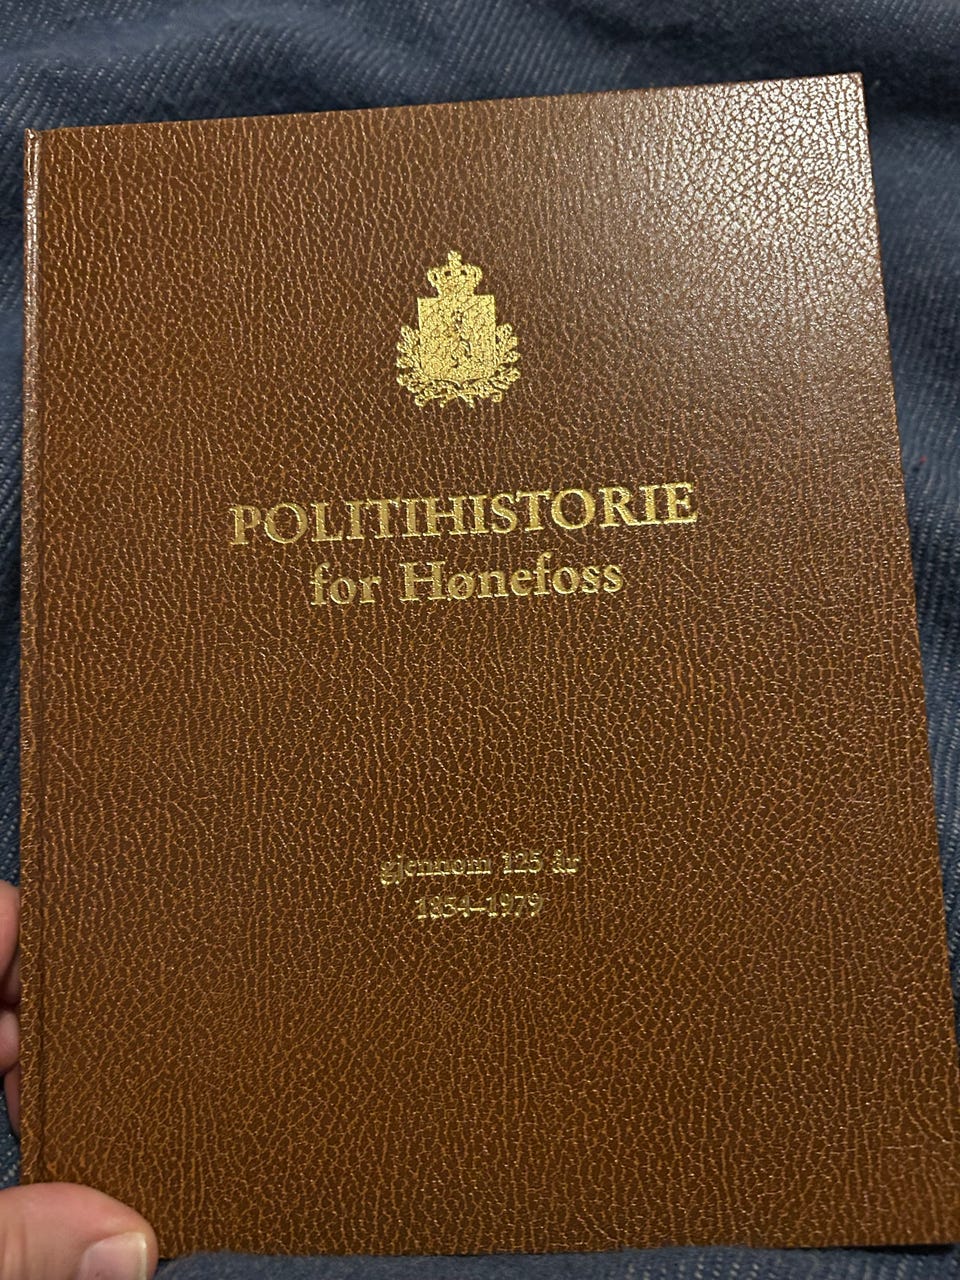 POLITIHISTORIE
for Hønefoss
gjennom 125 år
1854–1979